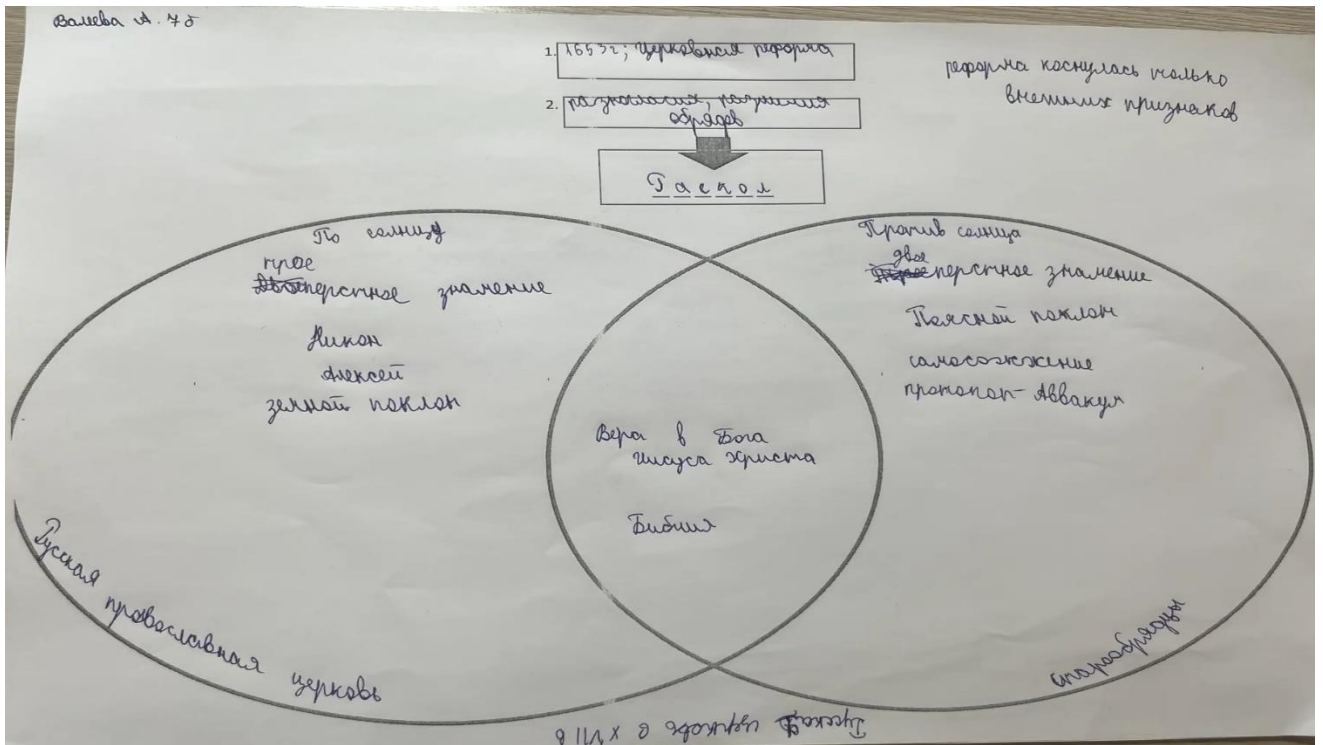 Валева А. 7б
1. 1653г; церковная реформа
реформа коснулась только
внешних признаков
2. разногласия, различия
обрядов
Раскол
По солнцу
трое
перстное знамение
Никон
Алексей
земной поклон
Против солнца
двое
перстное знамение
Поясной поклон
самосожжение
протопоп-Аввакум
Вера в Бога
Иисуса Христа
Библия
Русская православная церковь
старообрядцы
Русская церковь в XVII в